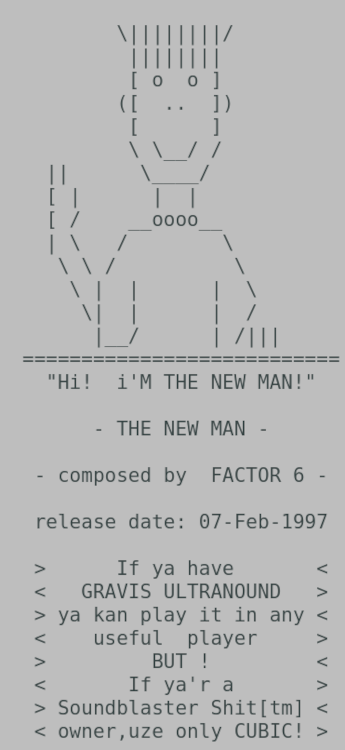 "Hi!  i'M THE NEW MAN!"
- THE NEW MAN -
- composed by  FACTOR 6 -
release date: 07-Feb-1997
>      If ya have       <
<   GRAVIS ULTRANOUND   >
> ya kan play it in any <
<    useful  player     >
>         BUT !         <
<       If ya'r a       >
> Soundblaster Shit[tm] <
< owner,uze only CUBIC! >